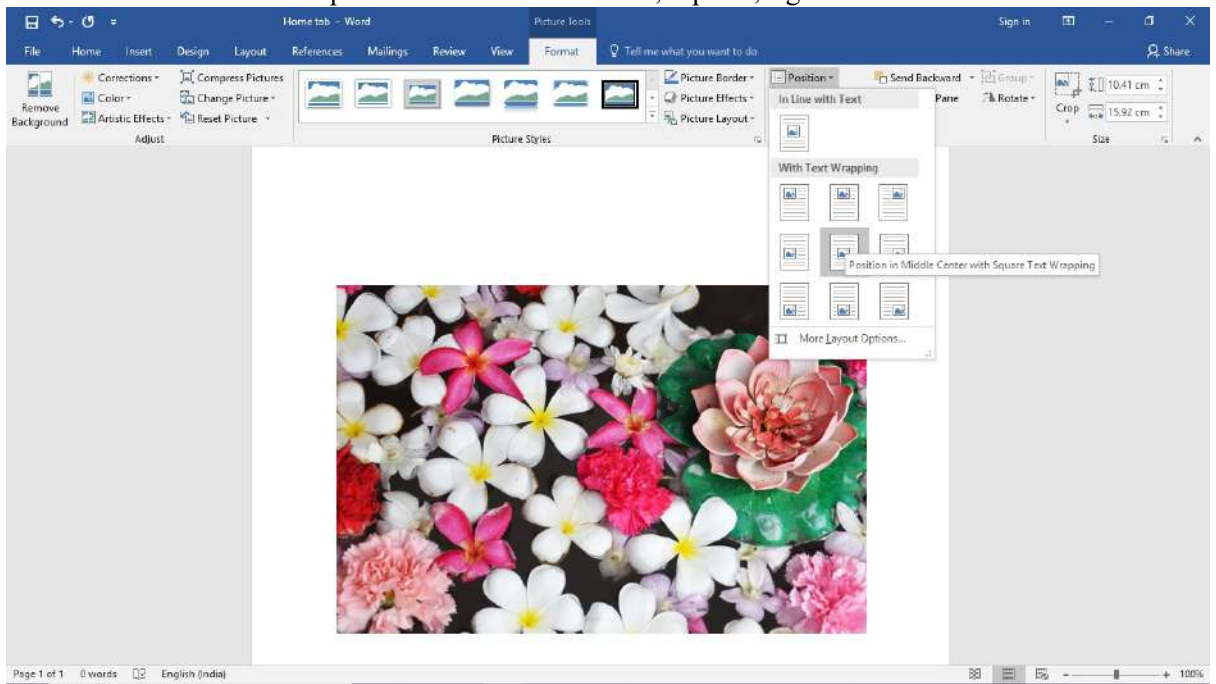 Home tab - Word
Picture Tools
Sign in
File Home Insert Design Layout References Mailings Review View Format Tell me what you want to do Share
Remove Background
Corrections
Color
Artistic Effects
Compress Pictures
Change Picture
Reset Picture
Adjust
Picture Styles
Picture Border
Picture Effects
Picture Layout
Position
Send Backward
Pane
Group
Rotate
Crop
10.41 cm
15.92 cm
Size
In Line with Text
With Text Wrapping
Position in Middle Center with Square Text Wrapping
More Layout Options...
Page 1 of 1 0 words English (India) 100%